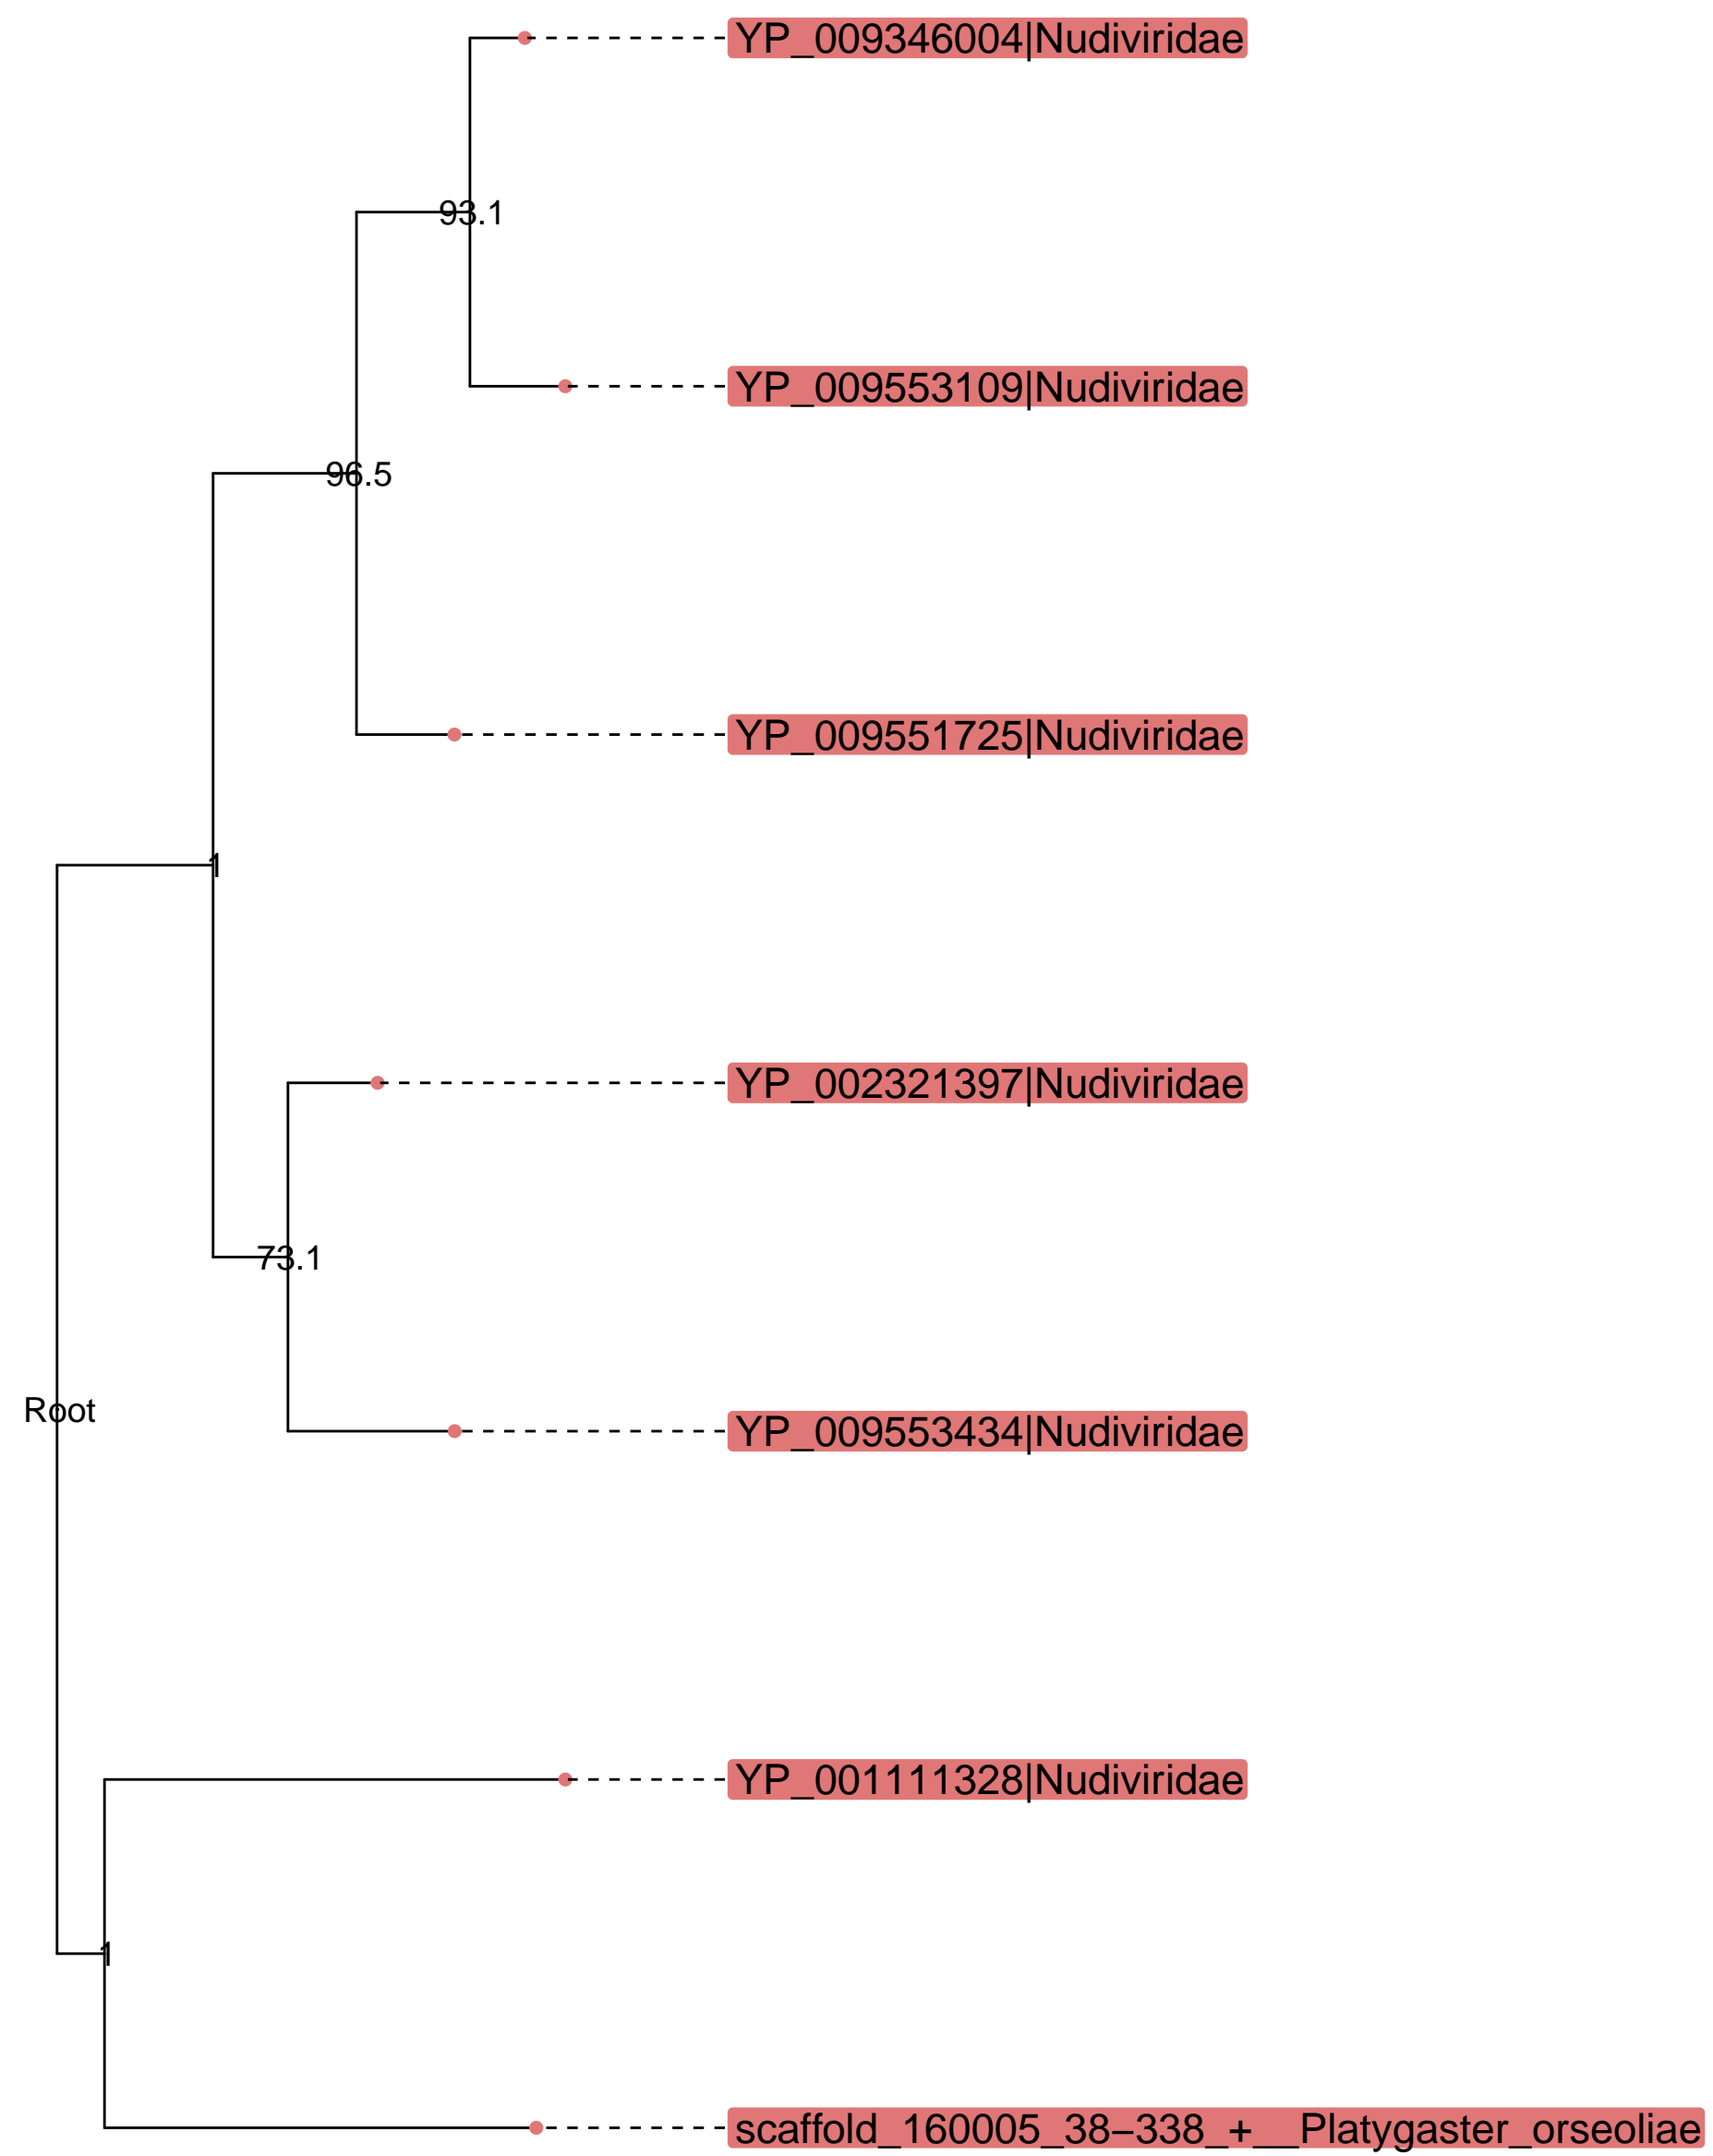 YP_009346004|Nudiviridae
93.1
YP_009553109|Nudiviridae
96.5
YP_009551725|Nudiviridae
1
YP_002321397|Nudiviridae
73.1
Root
YP_009553434|Nudiviridae
YP_001111328|Nudiviridae
1
scaffold_160005_38−338_+__Platygaster_orseoliae